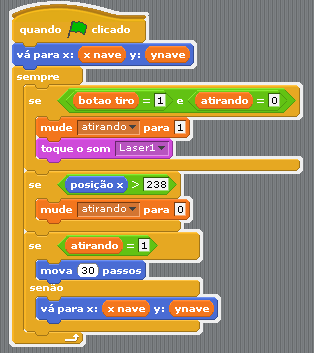 quando clicado
vá para x: x nave y: ynave
sempre
se botao tiro = 1 e atirando = 0
mude atirando para 1
toque o som Laser1
se posição x > 238
mude atirando para 0
se atirando = 1
mova 30 passos
senão
vá para x: x nave y: ynave